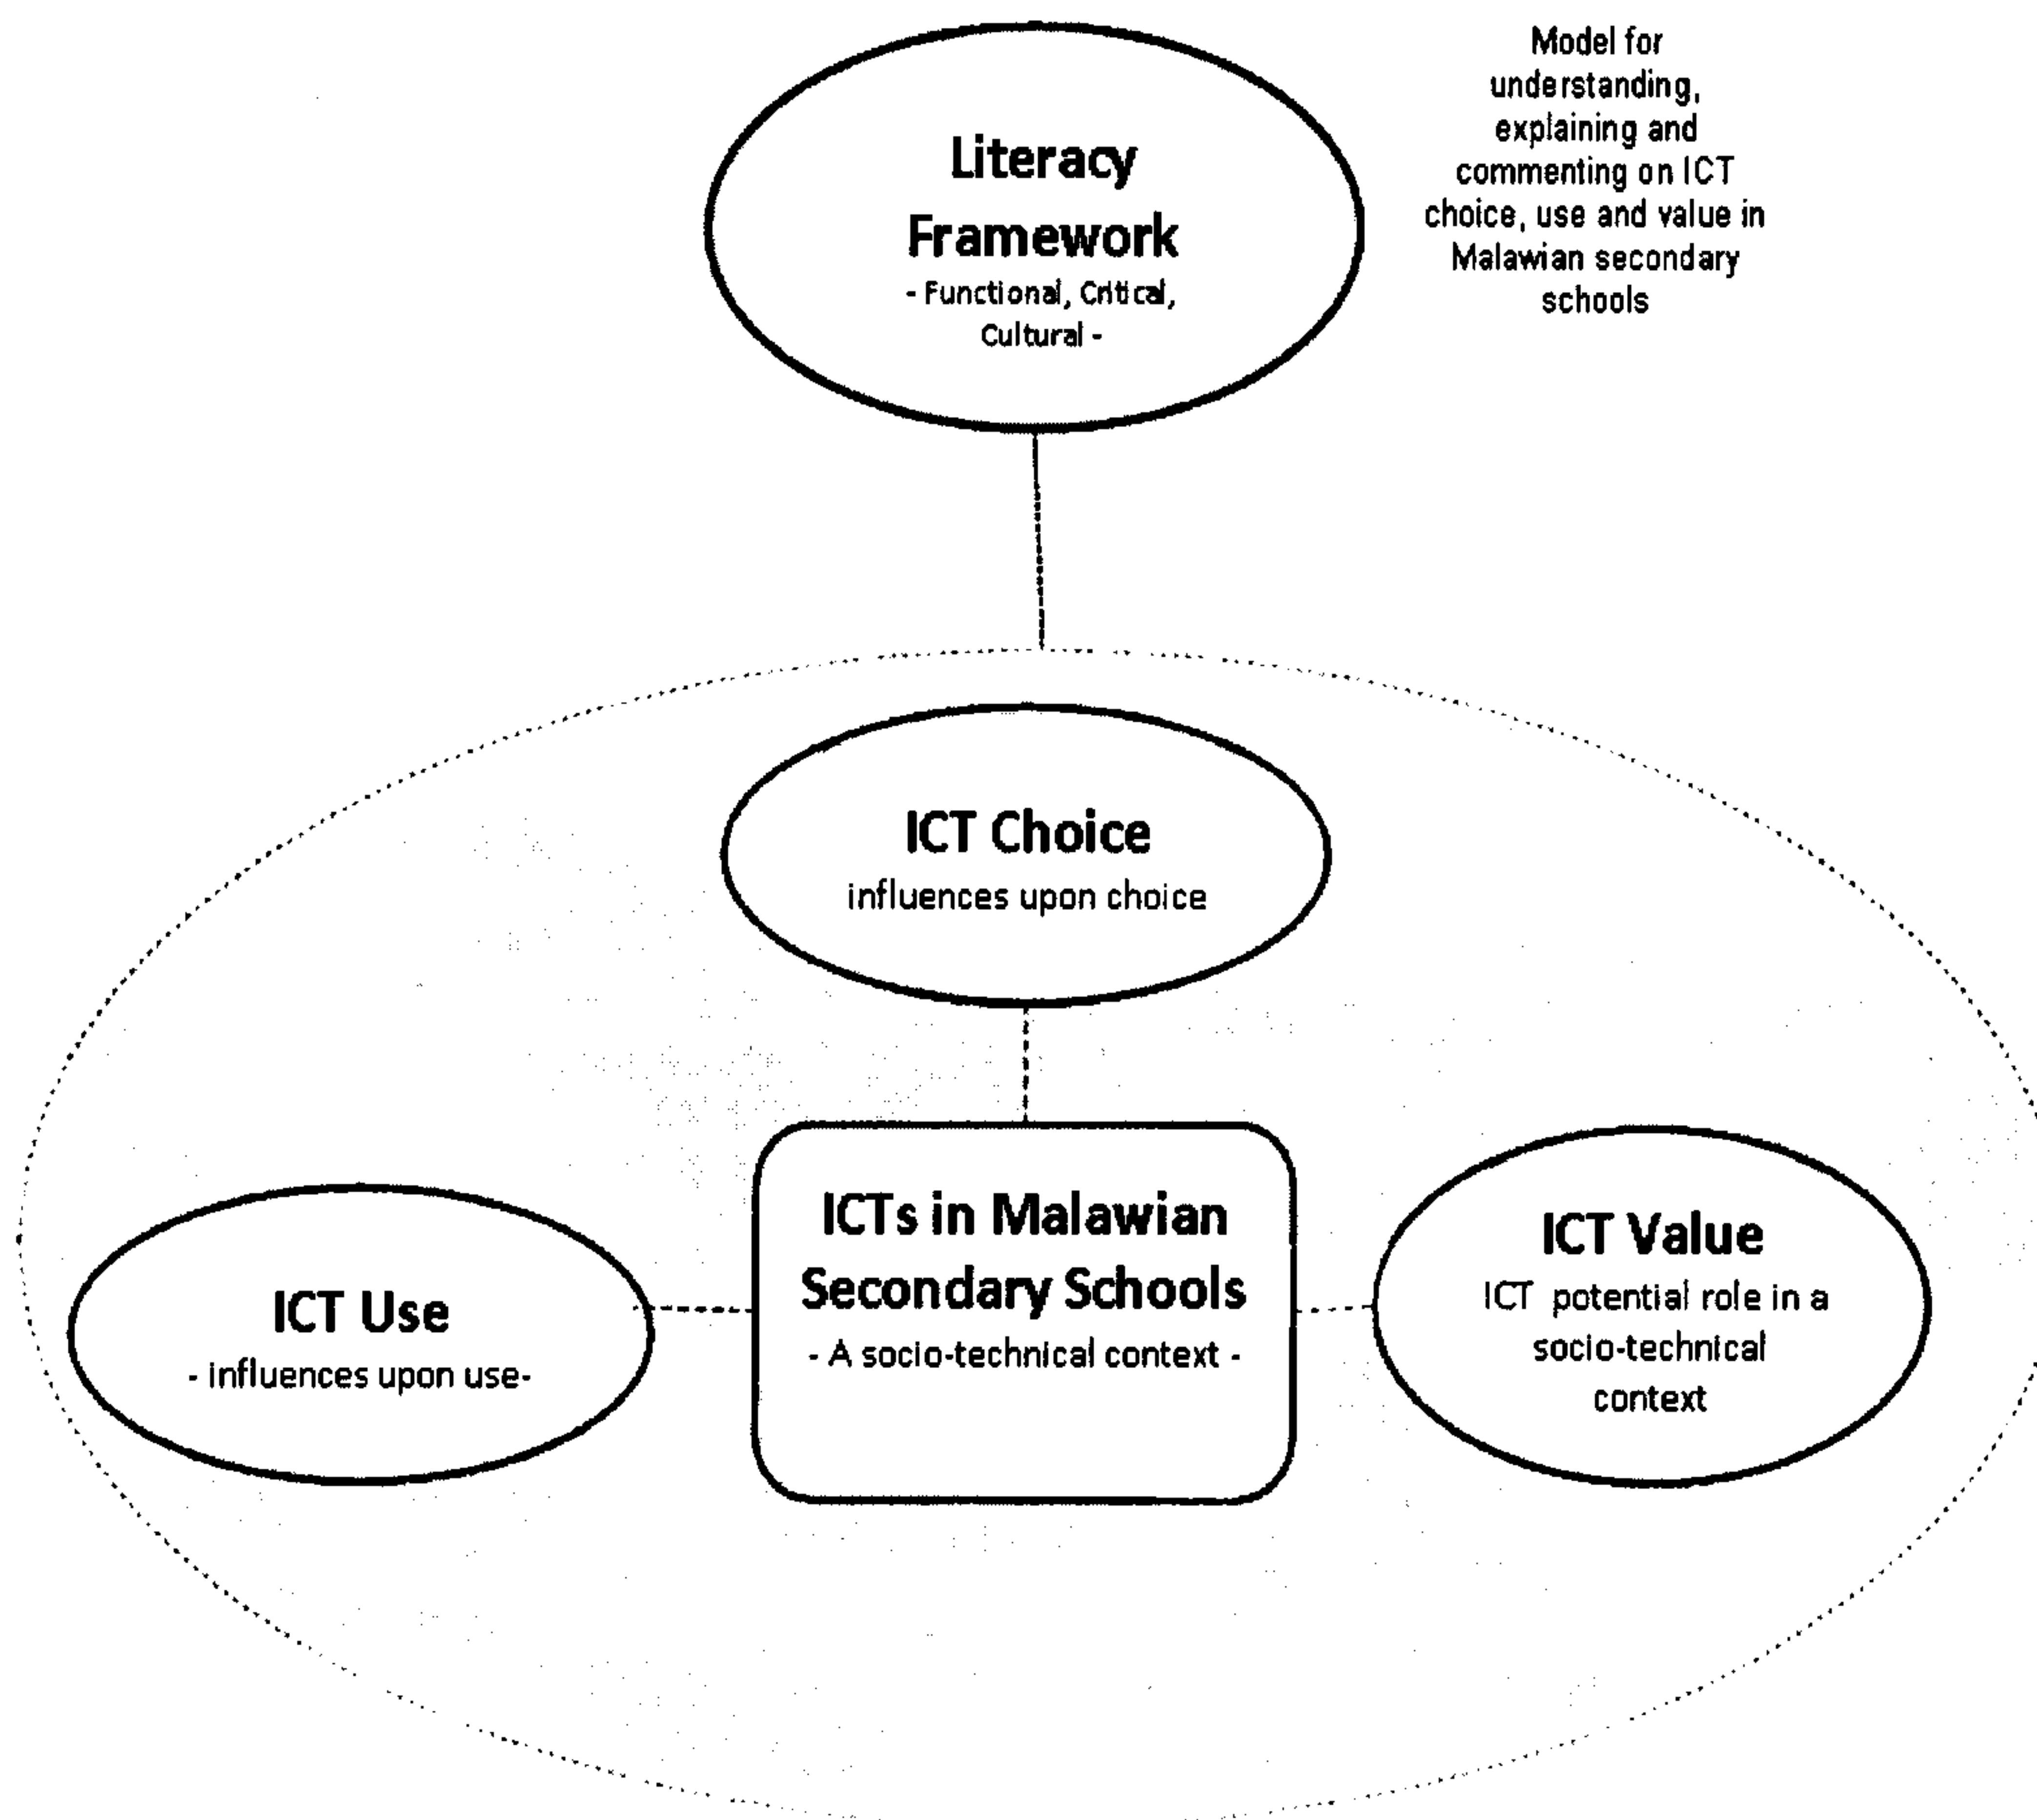 Model for
understanding,
explaining and
commenting on ICT
choice, use and value in
Malawian secondary
schools
Literacy
Framework
- Functional, Critical,
Cultural -
ICT Choice
influences upon choice
ICT Use
- influences upon use-
ICTs in Malawian
Secondary Schools
- A socio-technical context -
ICT Value
ICT potential role in a
socio-technical
context